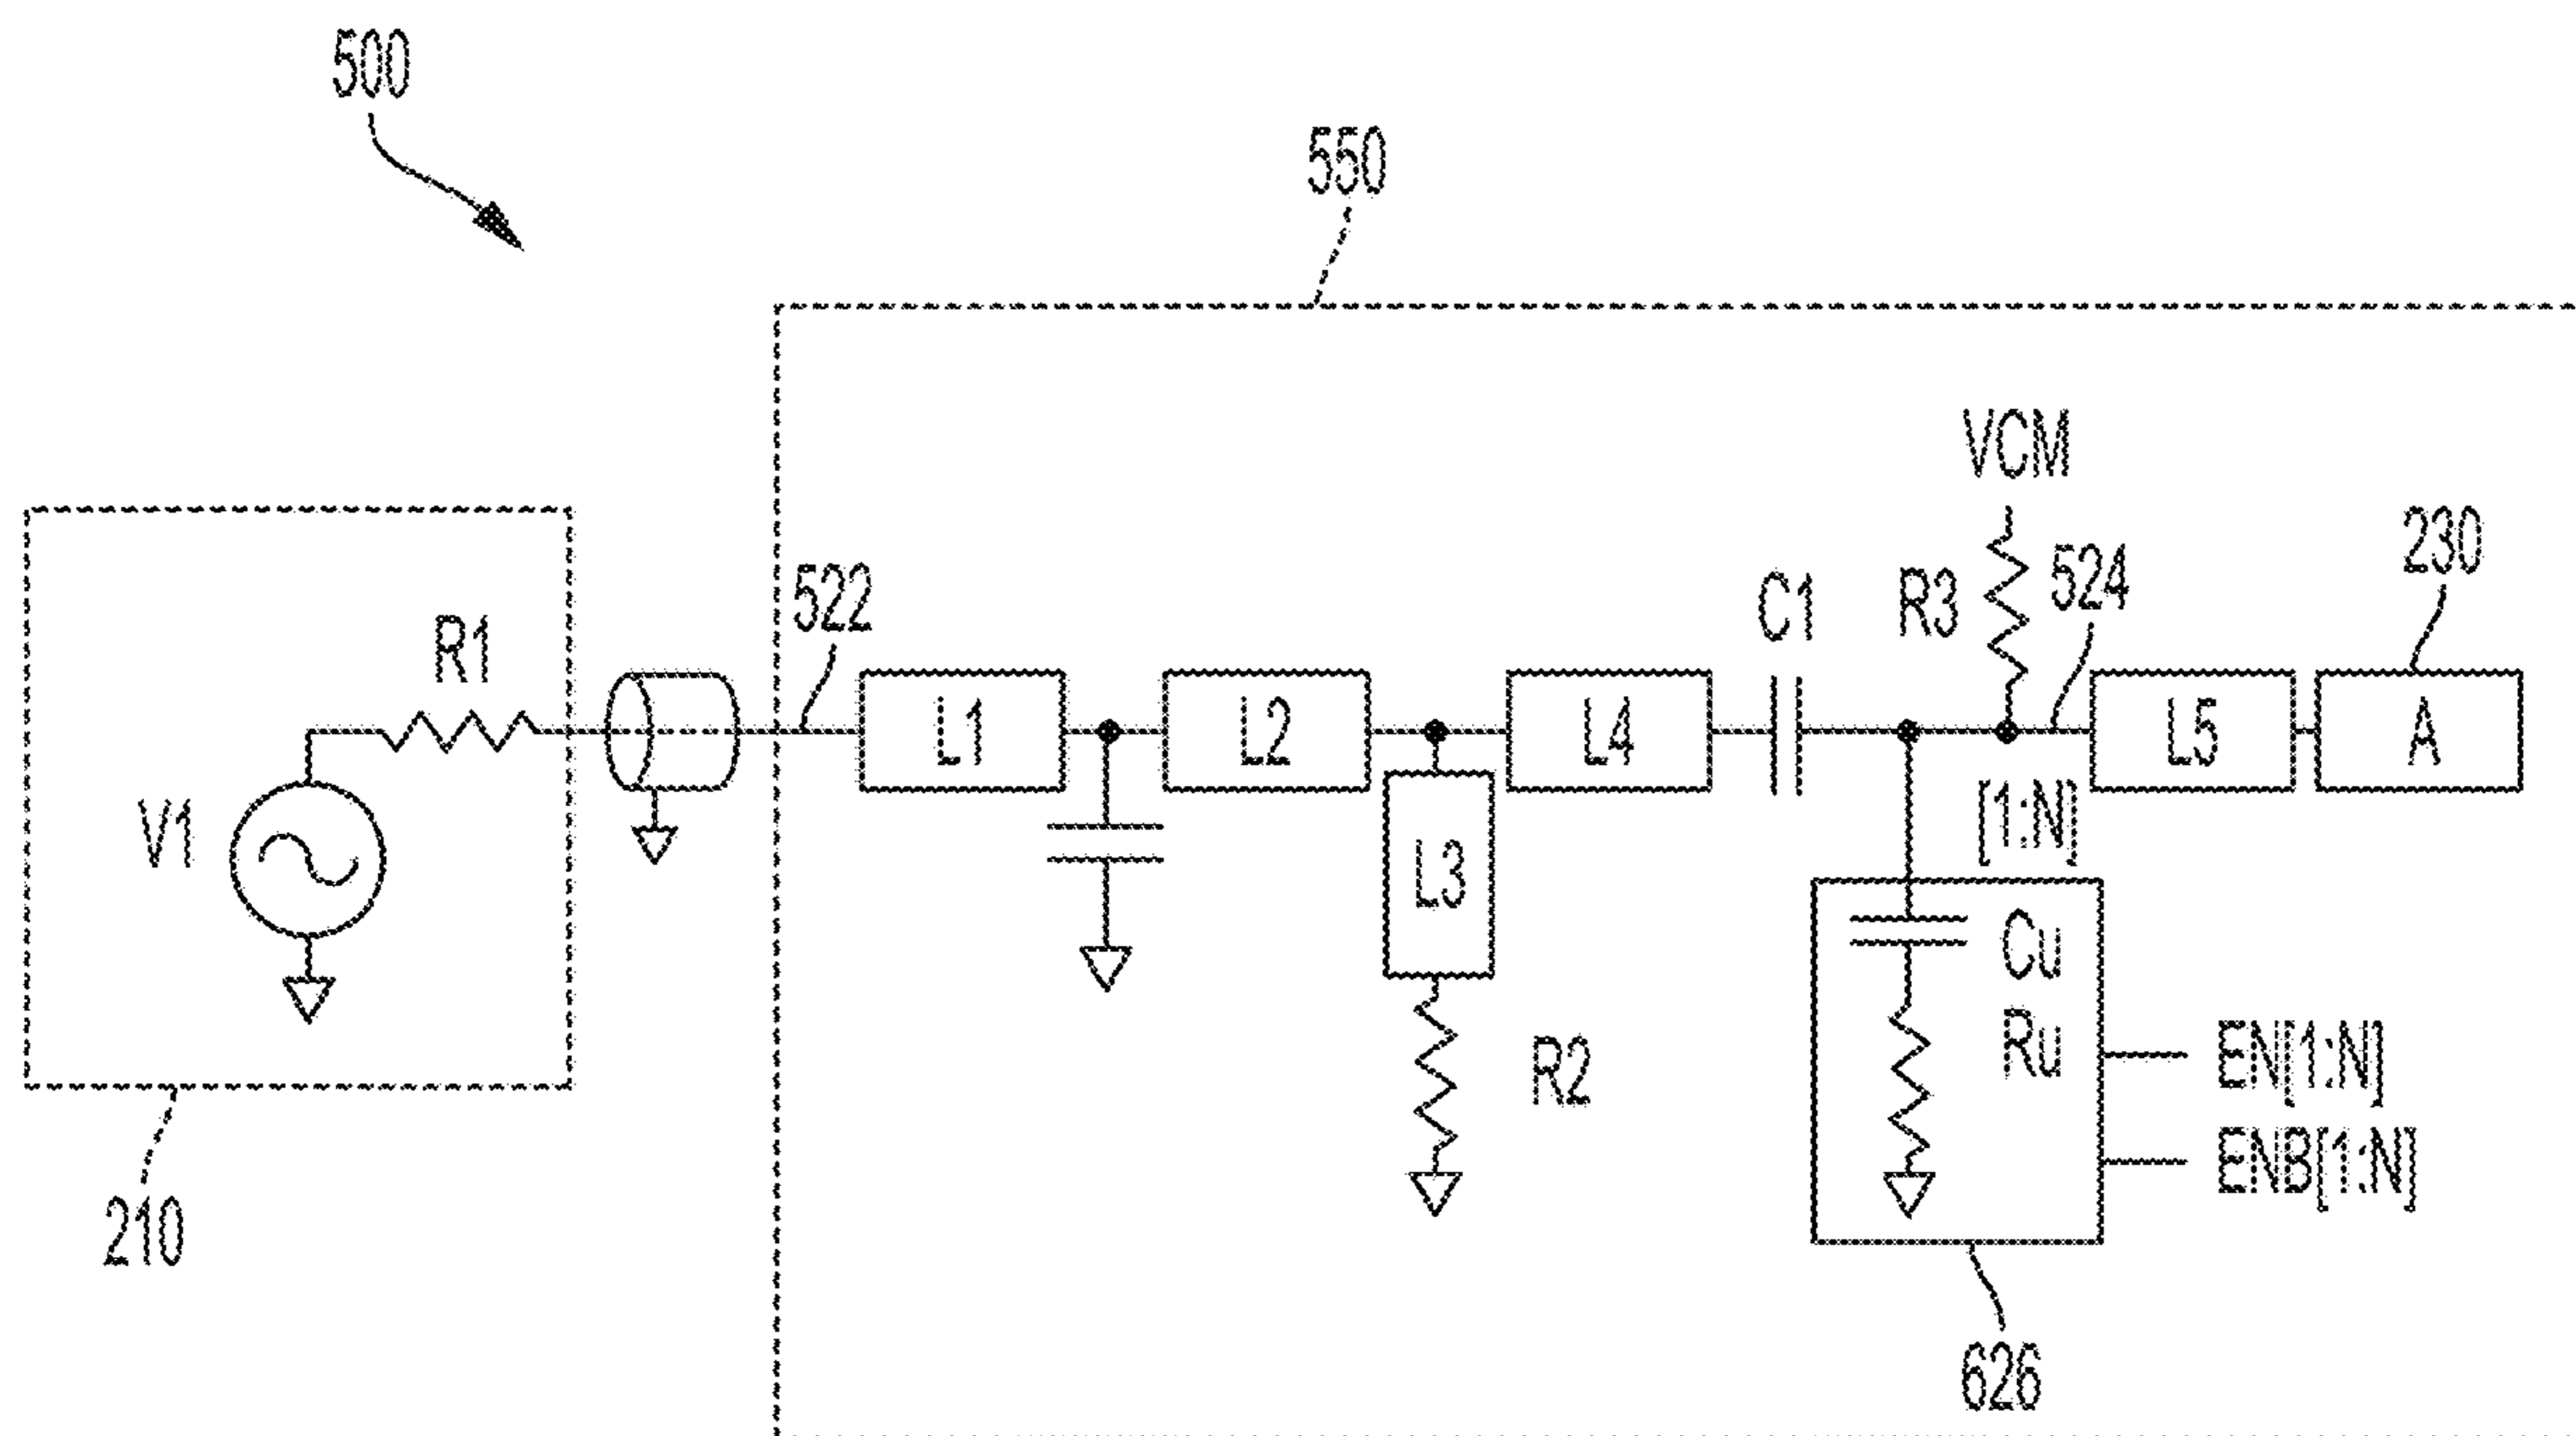 500
550
VCM
230
522
C1
R3
524
R1
L1
L2
L4
L5
A
V1
[1:N]
L3
Cu
Ru
EN[1:N]
R2
ENB[1:N]
210
626